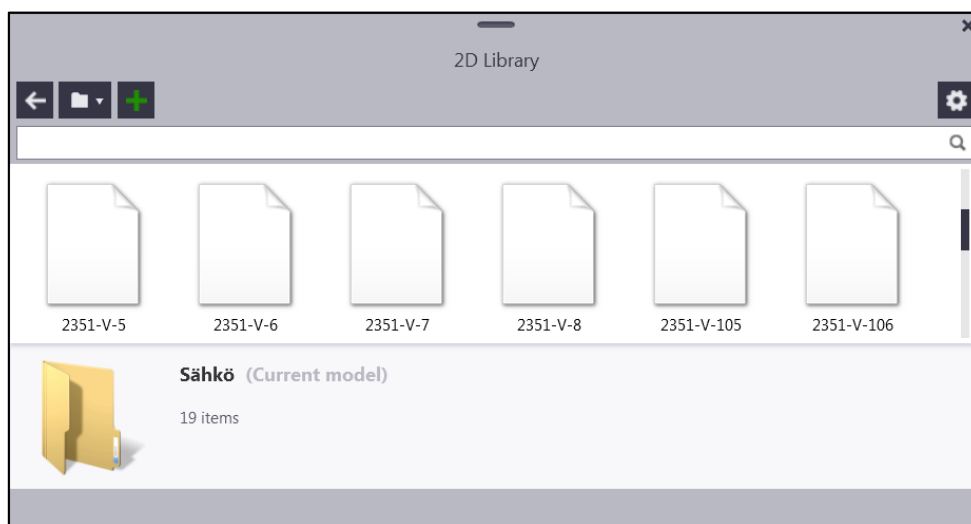 2D Library
2351-V-5 2351-V-6 2351-V-7 2351-V-8 2351-V-105 2351-V-106
Sähkö (Current model)
19 items